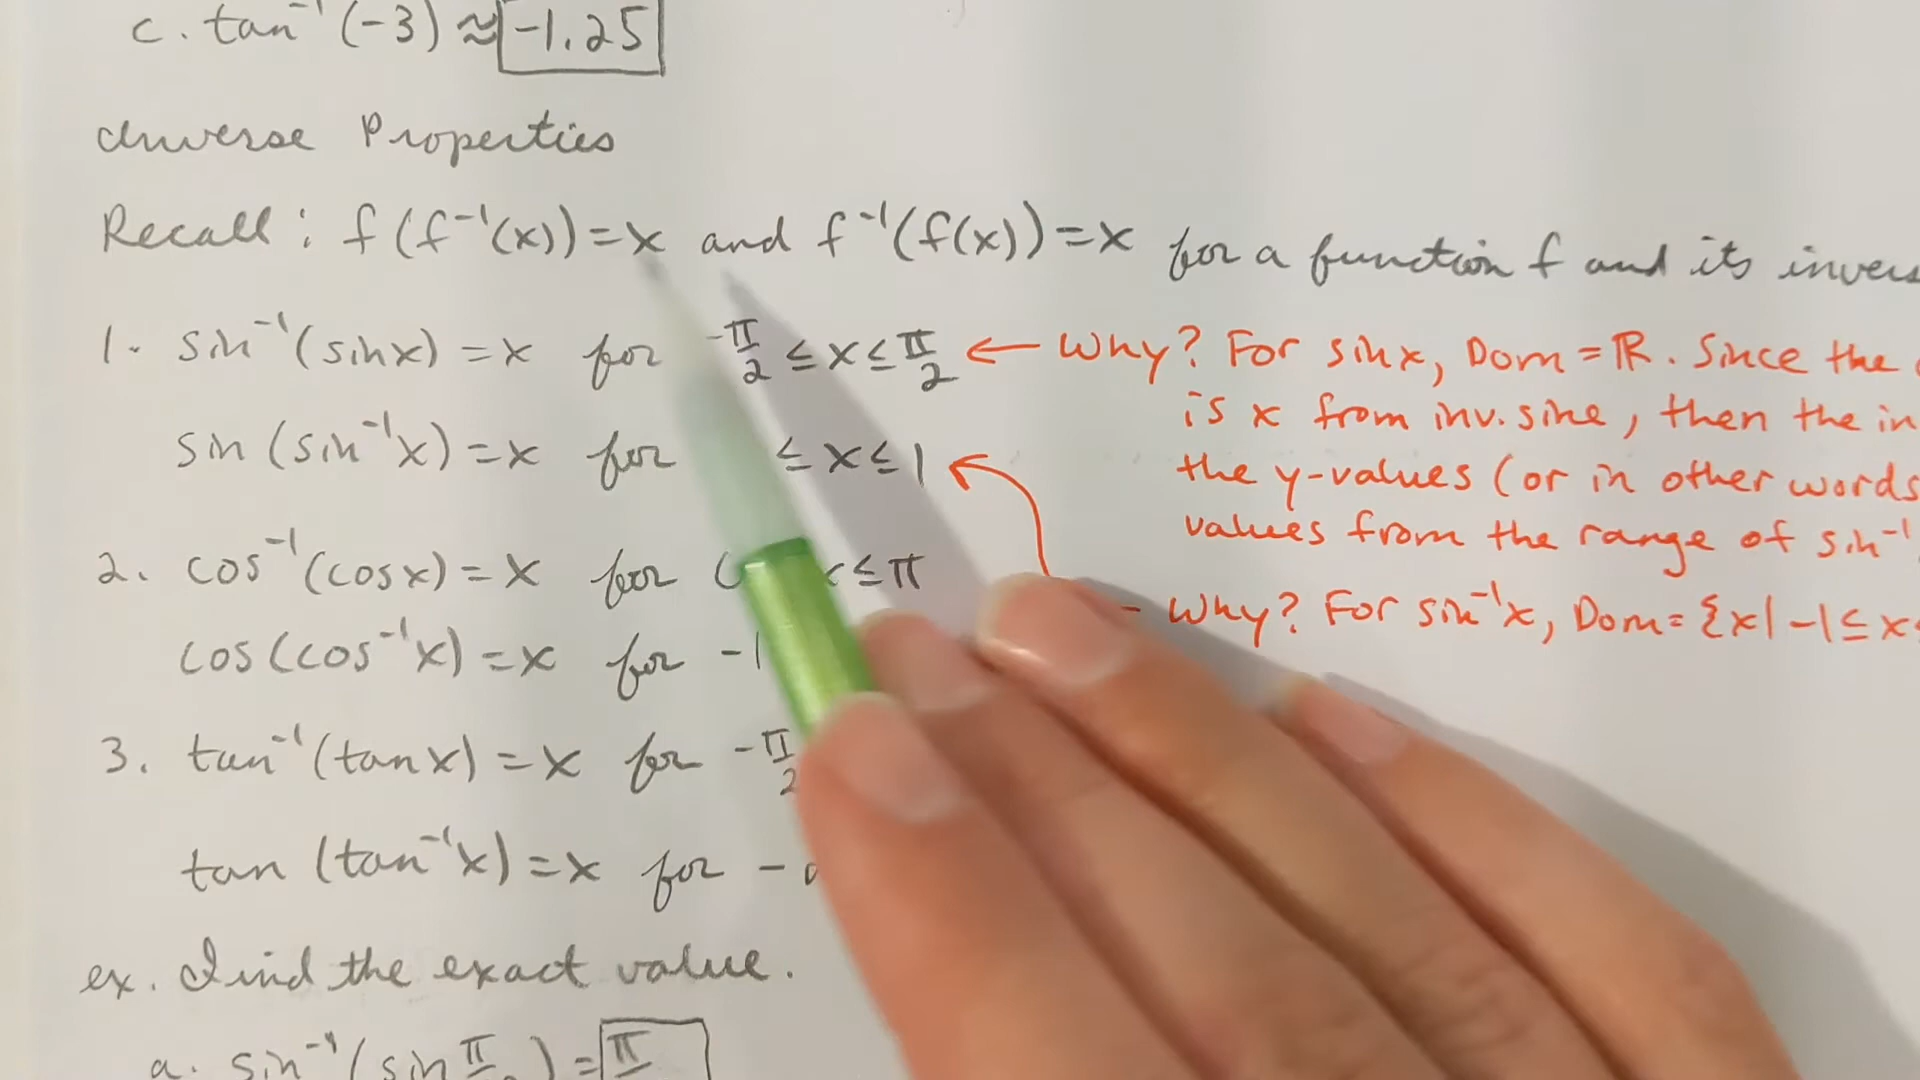 c. tan⁻¹(-3) ≈ -1.25
Inverse Properties
Recall: f(f⁻¹(x)) = x and f⁻¹(f(x)) = x for a function f and its inver
1. sin⁻¹(sinx) = x for -π/2 ≤ x ≤ π/2 ← Why? For sinx, Dom = ℝ. Since the
is x from inv. sine, then the in
sin(sin⁻¹x) = x for ≤ x ≤ 1
the y-values (or in other words
values from the range of sin⁻¹
2. cos⁻¹(cosx) = x for ≤ π
Why? For sin⁻¹x, Dom = {x| -1 ≤ x
cos(cos⁻¹x) = x for -1
3. tan⁻¹(tanx) = x for -π/2
tan(tan⁻¹x) = x for -
ex. Find the exact value.
a. sin⁻¹(sin π ) = π